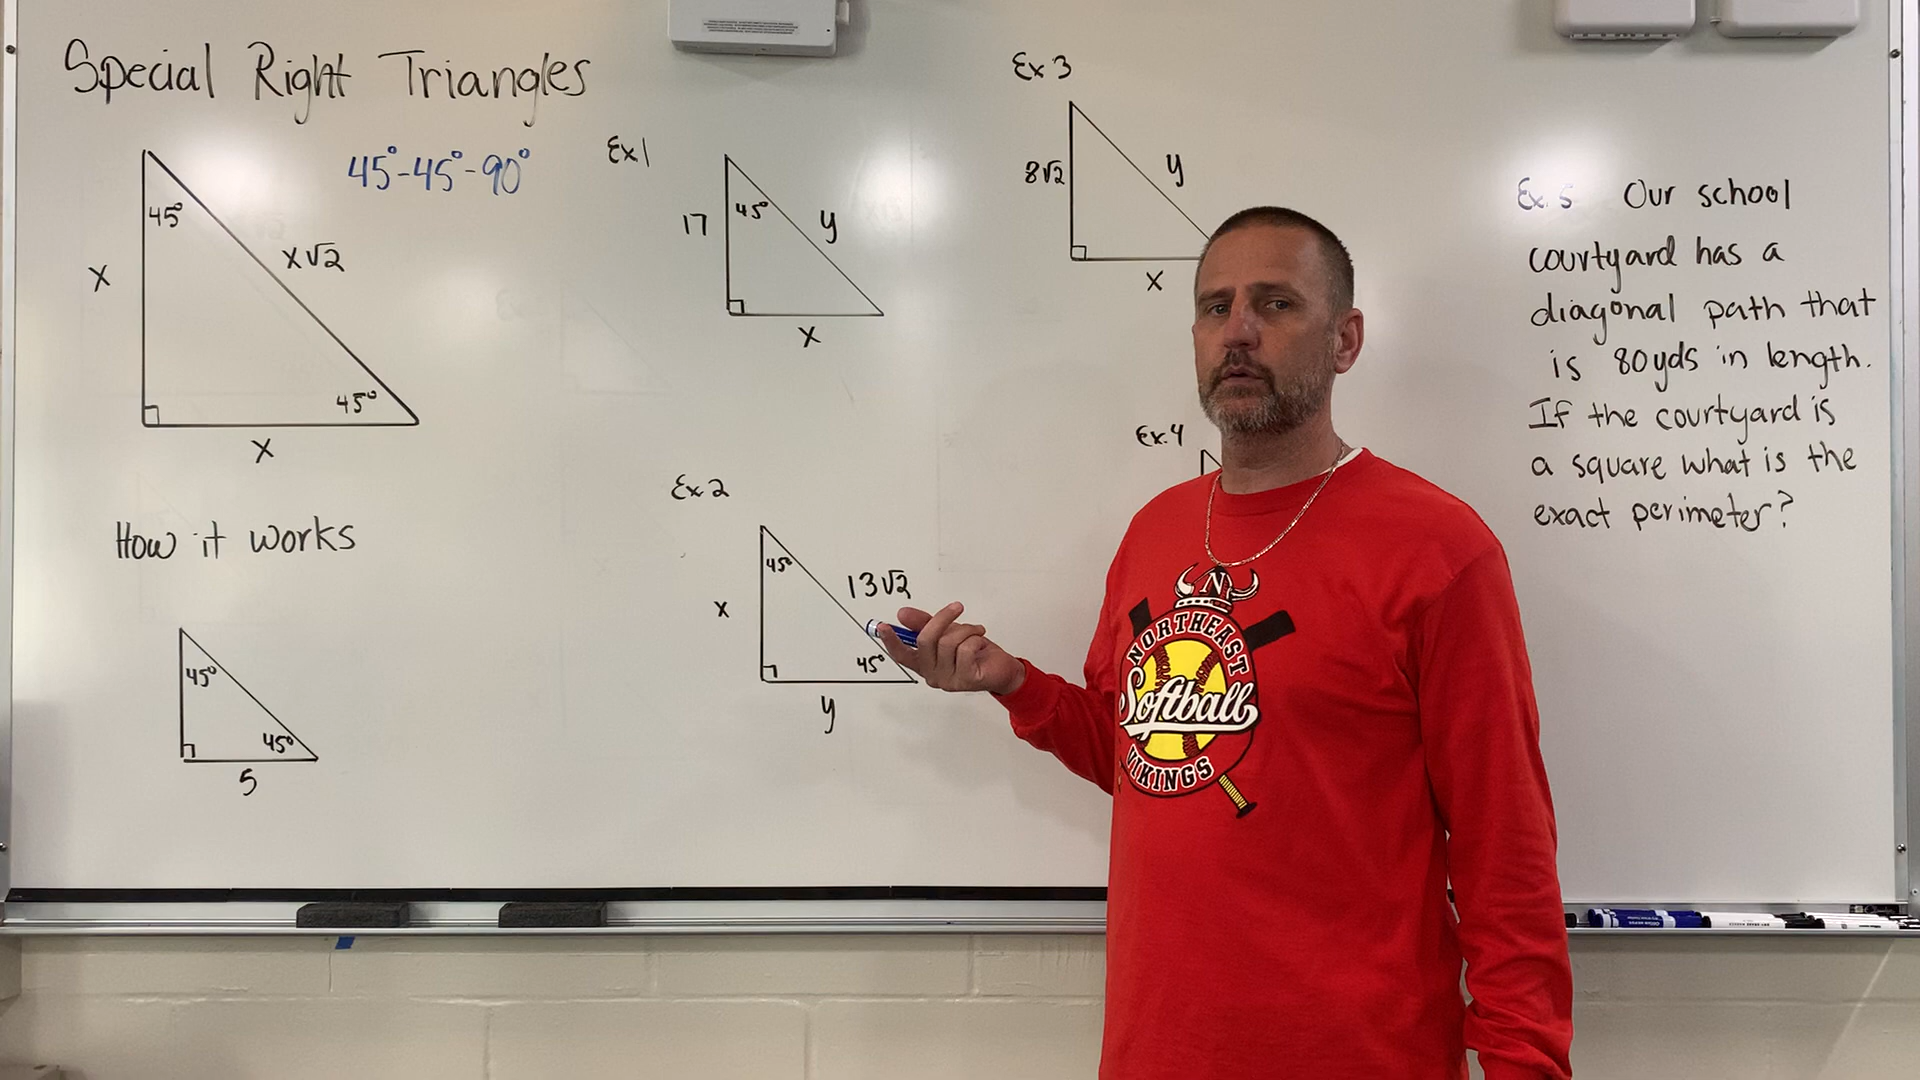 Special Right Triangles
45°-45°-90°
45°
x
x√2
45°
x
How it works
45°
45°
5
Ex 1
17
45°
y
x
Ex 2
45°
13√2
x
45°
y
Ex 3
8√2
y
x
Ex. 4
Ex. 5 Our school
courtyard has a
diagonal path that
is 80yds in length.
If the courtyard is
a square what is the
exact perimeter?
N
NORTHEAST
Softball
VIKINGS